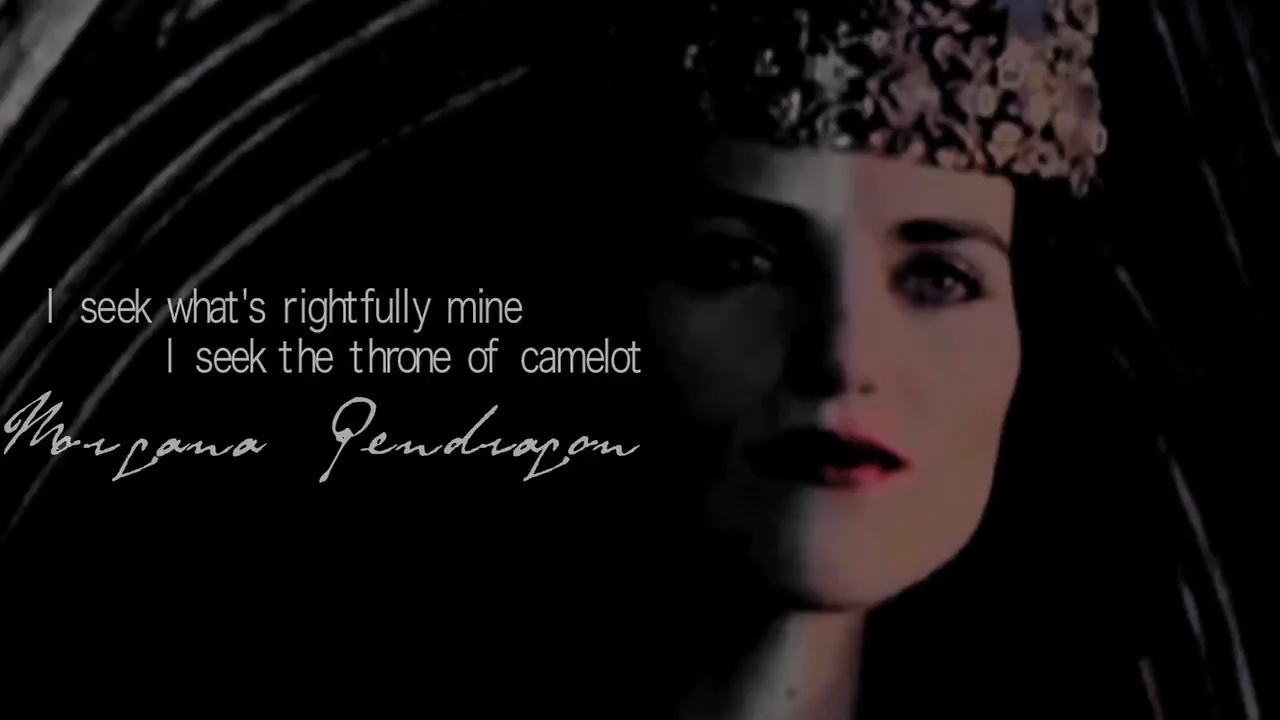 I seek what's rightfully mine
I seek the throne of camelot
Morgana Pendragon